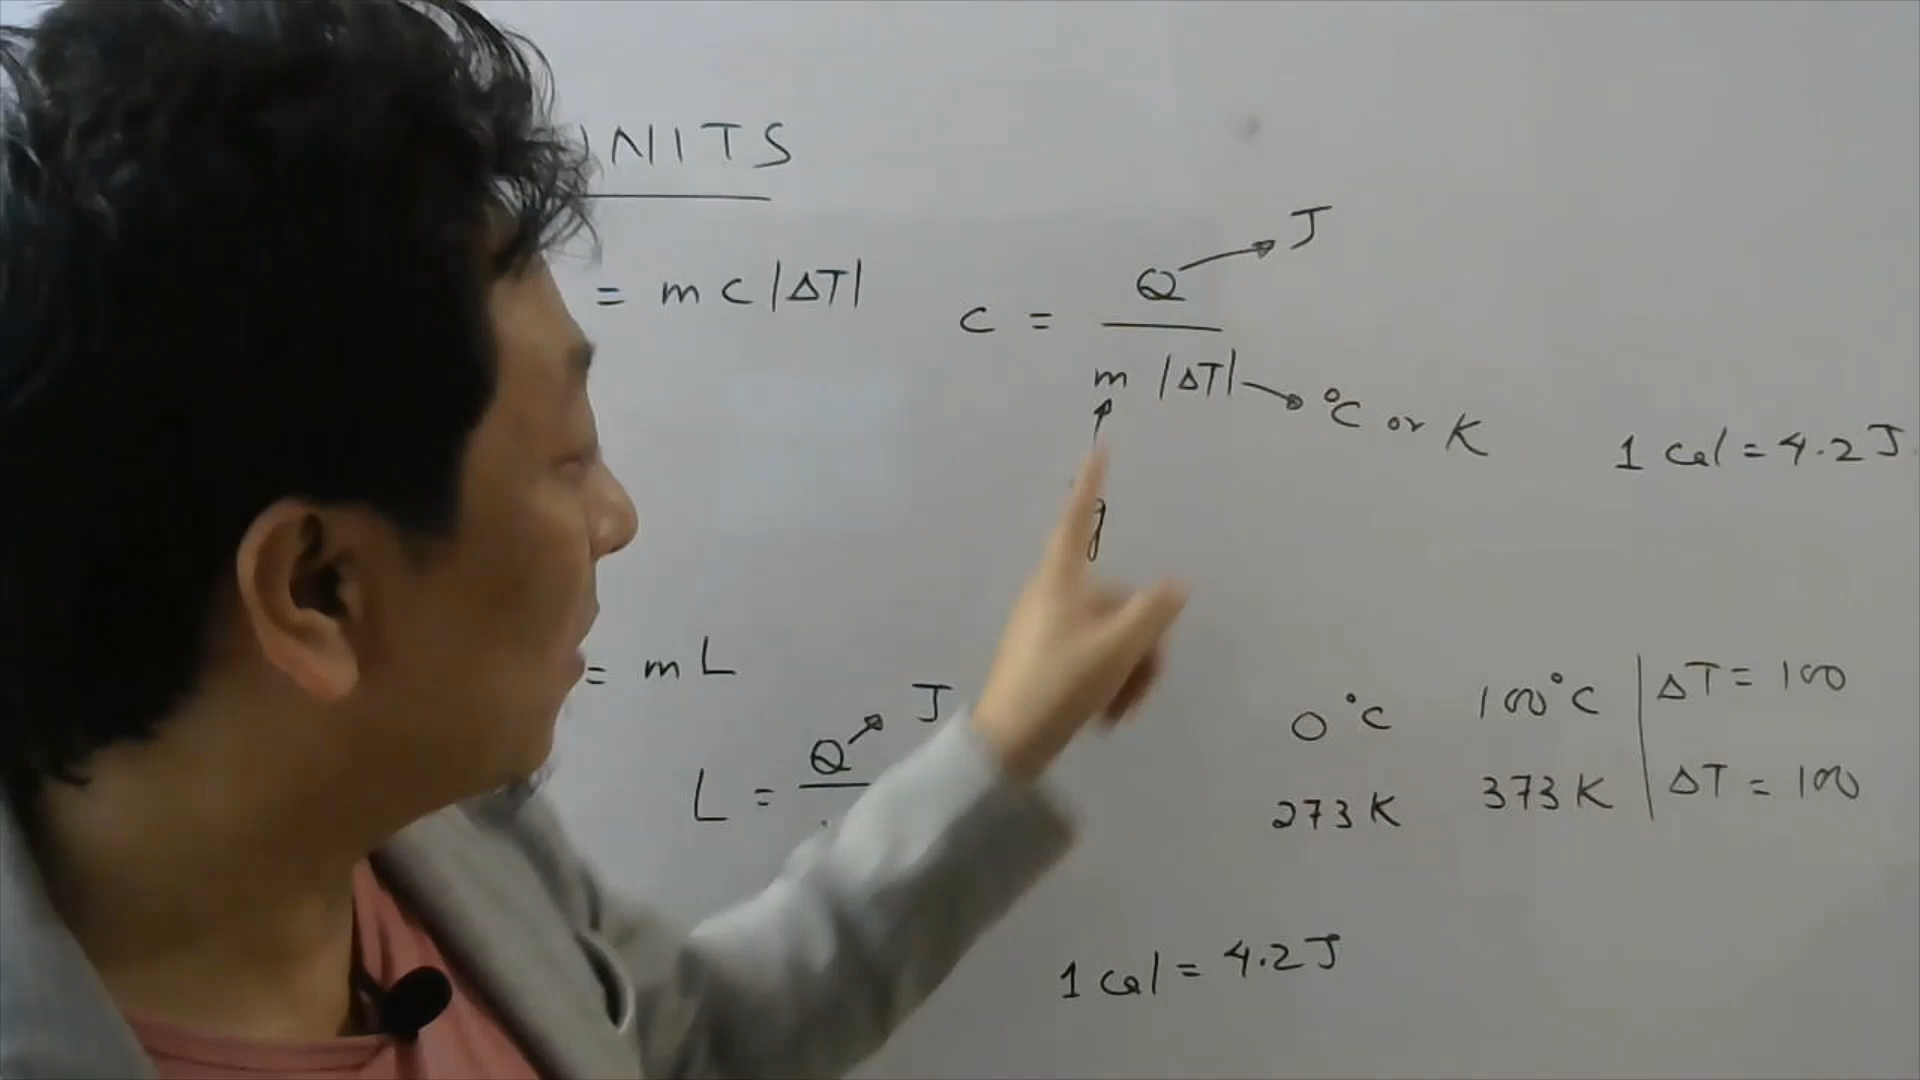 UNITS
= m c |ΔT|
c = Q / m |ΔT|
J
°C or K
g
1 cal = 4.2 J
= m L
L = Q
J
0°C 100°C | ΔT = 100
273 K 373 K | ΔT = 100
1 cal = 4.2 J